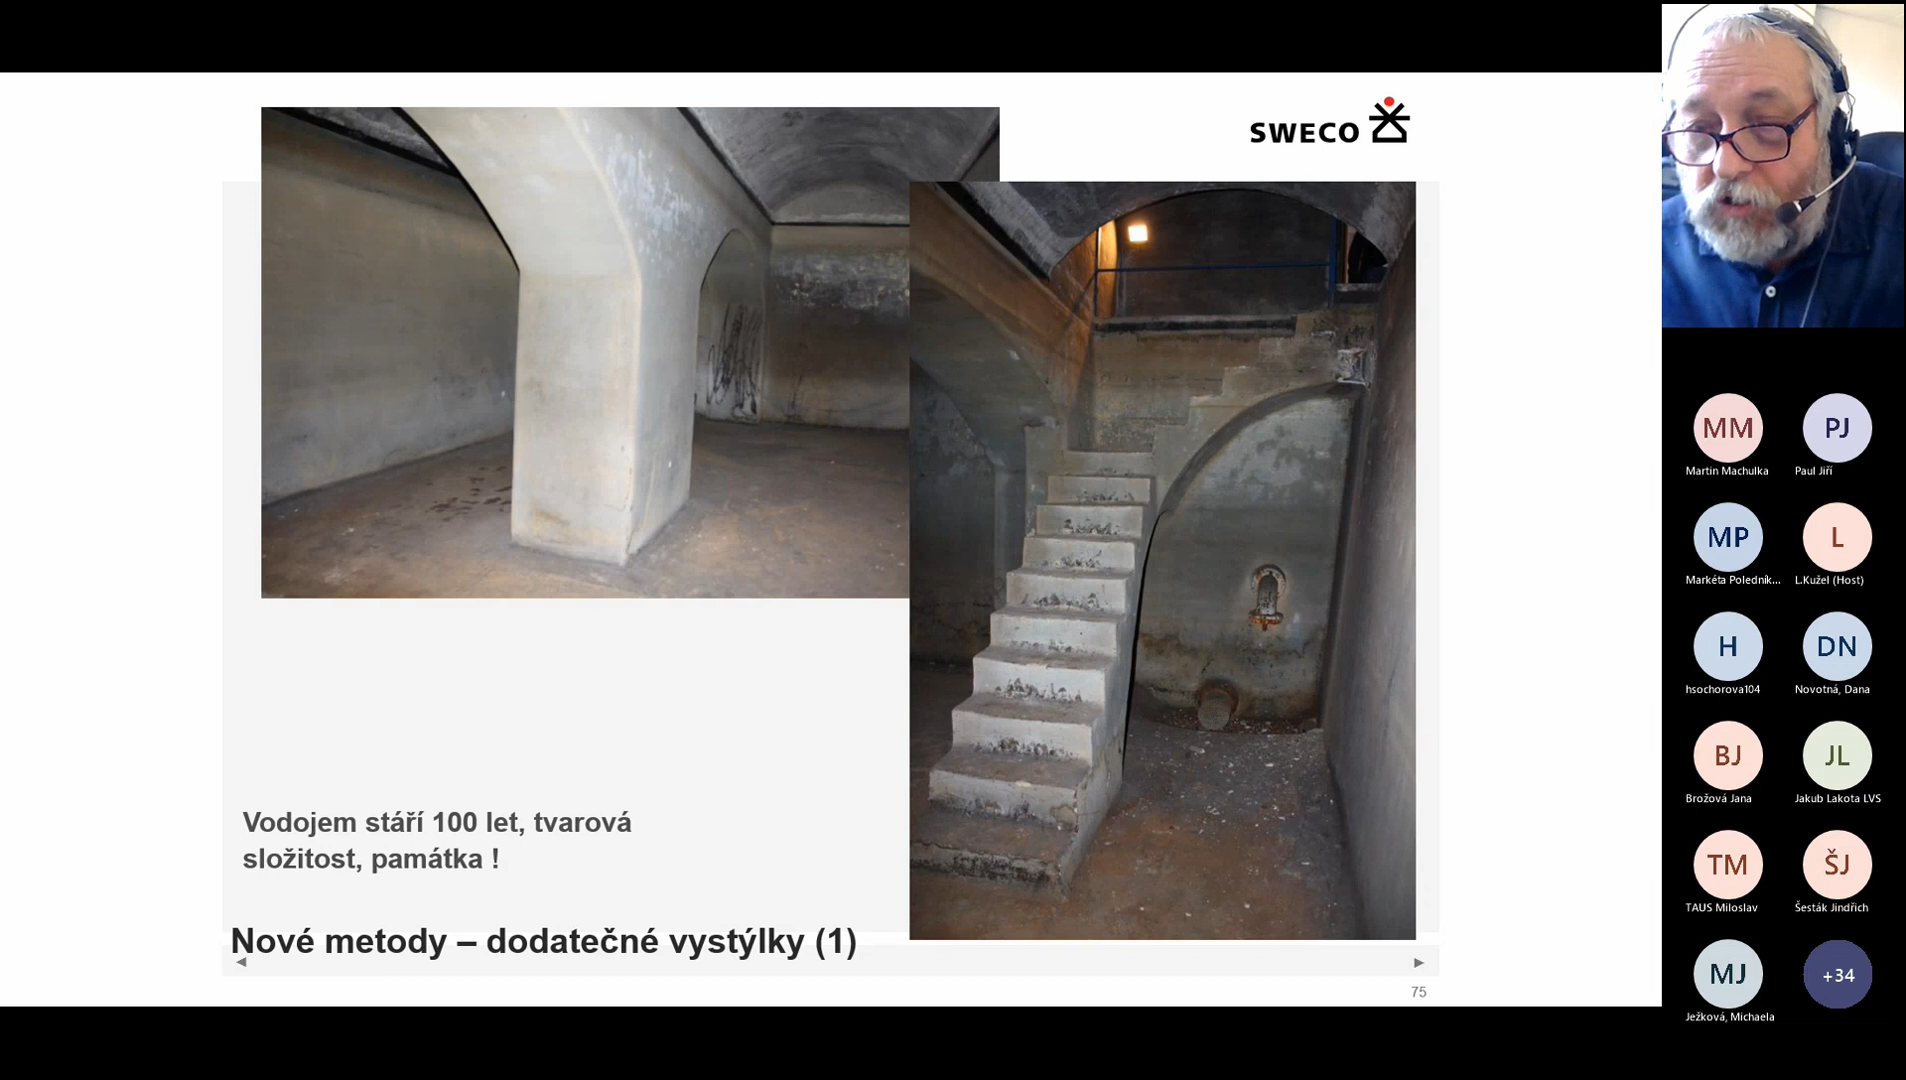 SWECO
Vodojem stáří 100 let, tvarová
složitost, památka !
Nové metody – dodatečné vystýlky (1)
75
MM
Martin Machulka
PJ
Paul Jiří
MP
Markéta Poledník...
L
L.Kužel (Host)
H
hsochorova104
DN
Novotná, Dana
BJ
Brožová Jana
JL
Jakub Lakota LVS
TM
TAUS Miloslav
ŠJ
Šesták Jindřich
MJ
Ježková, Michaela
+34